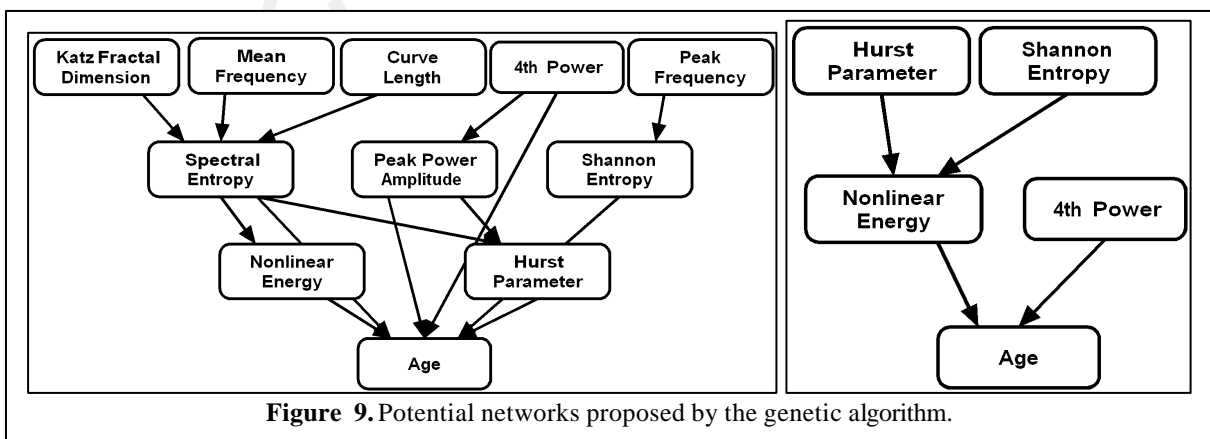 Katz Fractal
Dimension
Mean
Frequency
Curve
Length
4th Power
Peak
Frequency
Spectral
Entropy
Peak Power
Amplitude
Shannon
Entropy
Nonlinear
Energy
Hurst
Parameter
Age
Hurst
Parameter
Shannon
Entropy
Nonlinear
Energy
4th Power
Age
Figure 9. Potential networks proposed by the genetic algorithm.